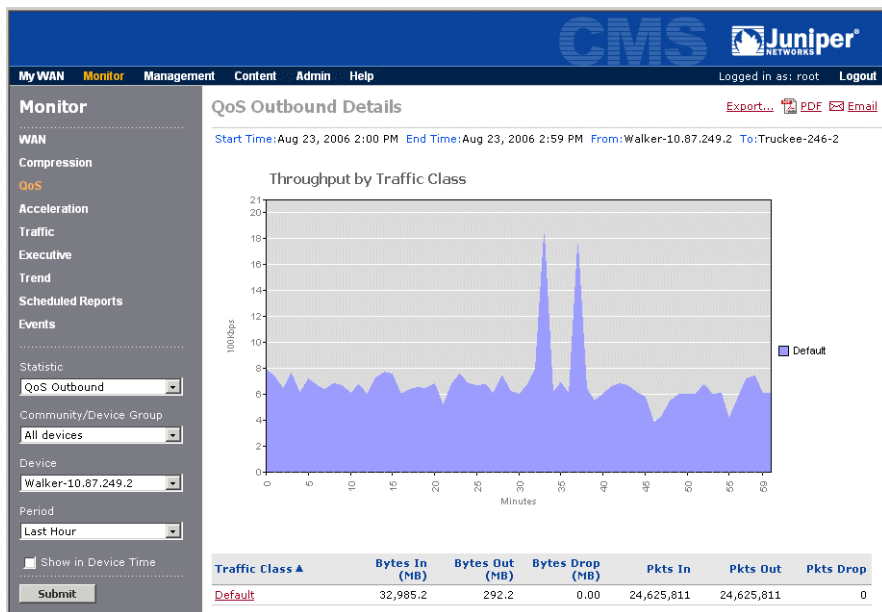 CMS
Juniper®
NETWORKS
My WAN Monitor Management Content Admin Help Logged in as: root Logout
Monitor
WAN
Compression
QoS
Acceleration
Traffic
Executive
Trend
Scheduled Reports
Events
Statistic
QoS Outbound
Community/Device Group
All devices
Device
Walker-10.87.249.2
Period
Last Hour
Show in Device Time
Submit
QoS Outbound Details
Export... PDF Email
Start Time:Aug 23, 2006 2:00 PM End Time:Aug 23, 2006 2:59 PM From:Walker-10.87.249.2 To:Truckee-246-2
Throughput by Traffic Class
21
20
18
16
14
12
10
8
6
4
2
0
100Kbps
0 5 10 15 20 25 30 35 40 45 50 55 59
Minutes
Default
Traffic Class Bytes In (MB) Bytes Out (MB) Bytes Drop (MB) Pkts In Pkts Out Pkts Drop
Default 32,985.2 292.2 0.00 24,625,811 24,625,811 0